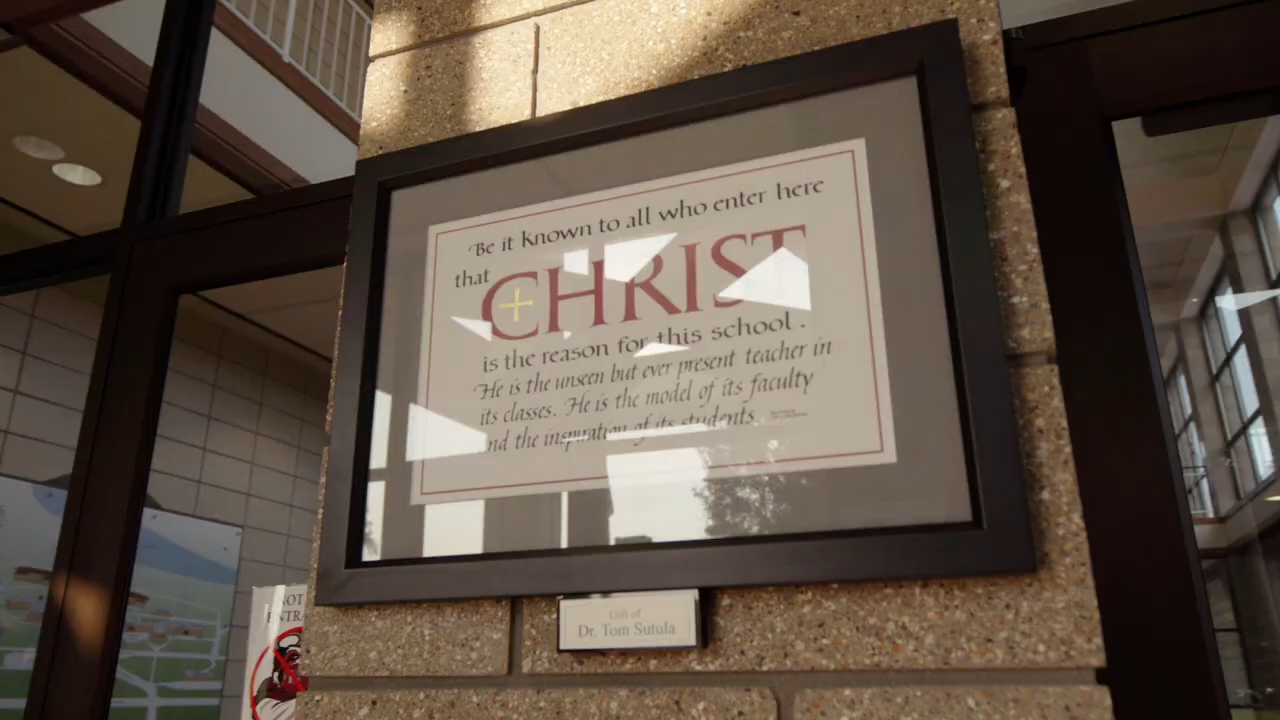 Be it known to all who enter here
that CHRIST
is the reason for this school.
He is the unseen but ever present teacher in
its classes. He is the model of its faculty
and the inspiration of its students
Gift of
Dr. Tom Sutula
NOT
ENTRA